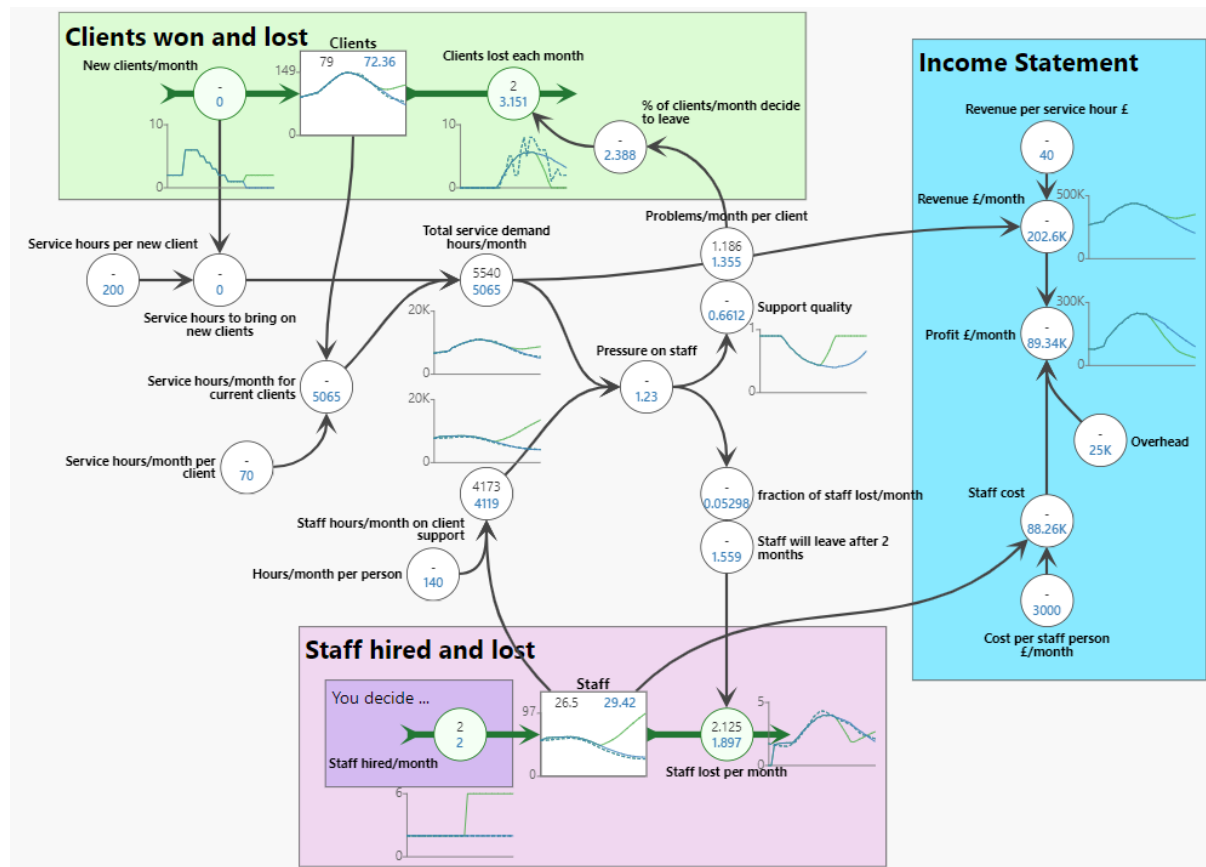 Clients won and lost
New clients/month
-
0
10
0
Clients
79 72.36
149
0
Clients lost each month
2
3.151
10
0
% of clients/month decide
to leave
-
2.388
Service hours per new client
-
200
-
0
Service hours to bring on
new clients
Total service demand
hours/month
5540
5065
20K
0
Problems/month per client
1.186
1.355
-
0.6612
Support quality
1
0
Service hours/month for
current clients
-
5065
Pressure on staff
-
1.23
20K
0
Service hours/month per
client
-
70
4173
4119
Staff hours/month on client
support
Hours/month per person
-
140
-
0.05298
fraction of staff lost/month
-
1.559
Staff will leave after 2
months
Income Statement
Revenue per service hour £
-
40
Revenue £/month
-
202.6K
500K
0
Profit £/month
-
89.34K
300K
0
-
25K
Overhead
Staff cost
-
88.26K
-
3000
Cost per staff person
£/month
Staff hired and lost
You decide ...
2
2
Staff hired/month
6
0
Staff
26.5 29.42
97
0
2.125
1.897
Staff lost per month
5
0